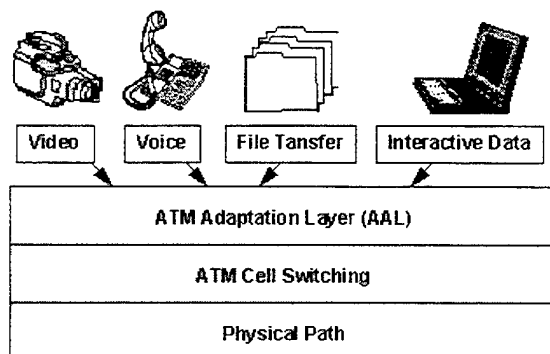 Video
Voice
File Tansfer
Interactive Data
ATM Adaptation Layer (AAL)
ATM Cell Switching
Physical Path